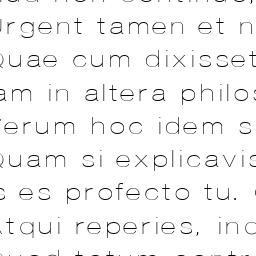 Urgent tamen et n
Quae cum dixisset
am in altera philos
Verum hoc idem s
Quam si explicavis
s es profecto tu.
Atqui reperies, inq